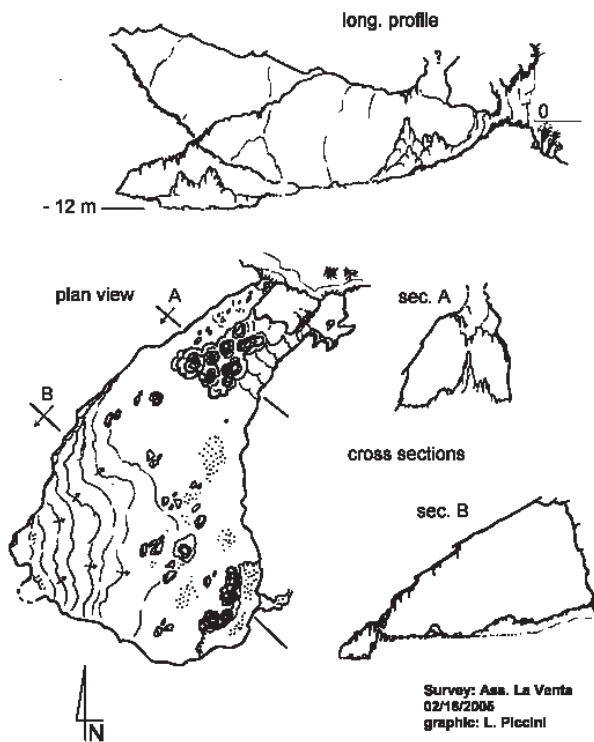 long. profile
?
0
- 12 m
plan view
A
sec. A
B
cross sections
sec. B
Survey: Ass. La Venta
02/16/2005
graphic: L. Piccini
N